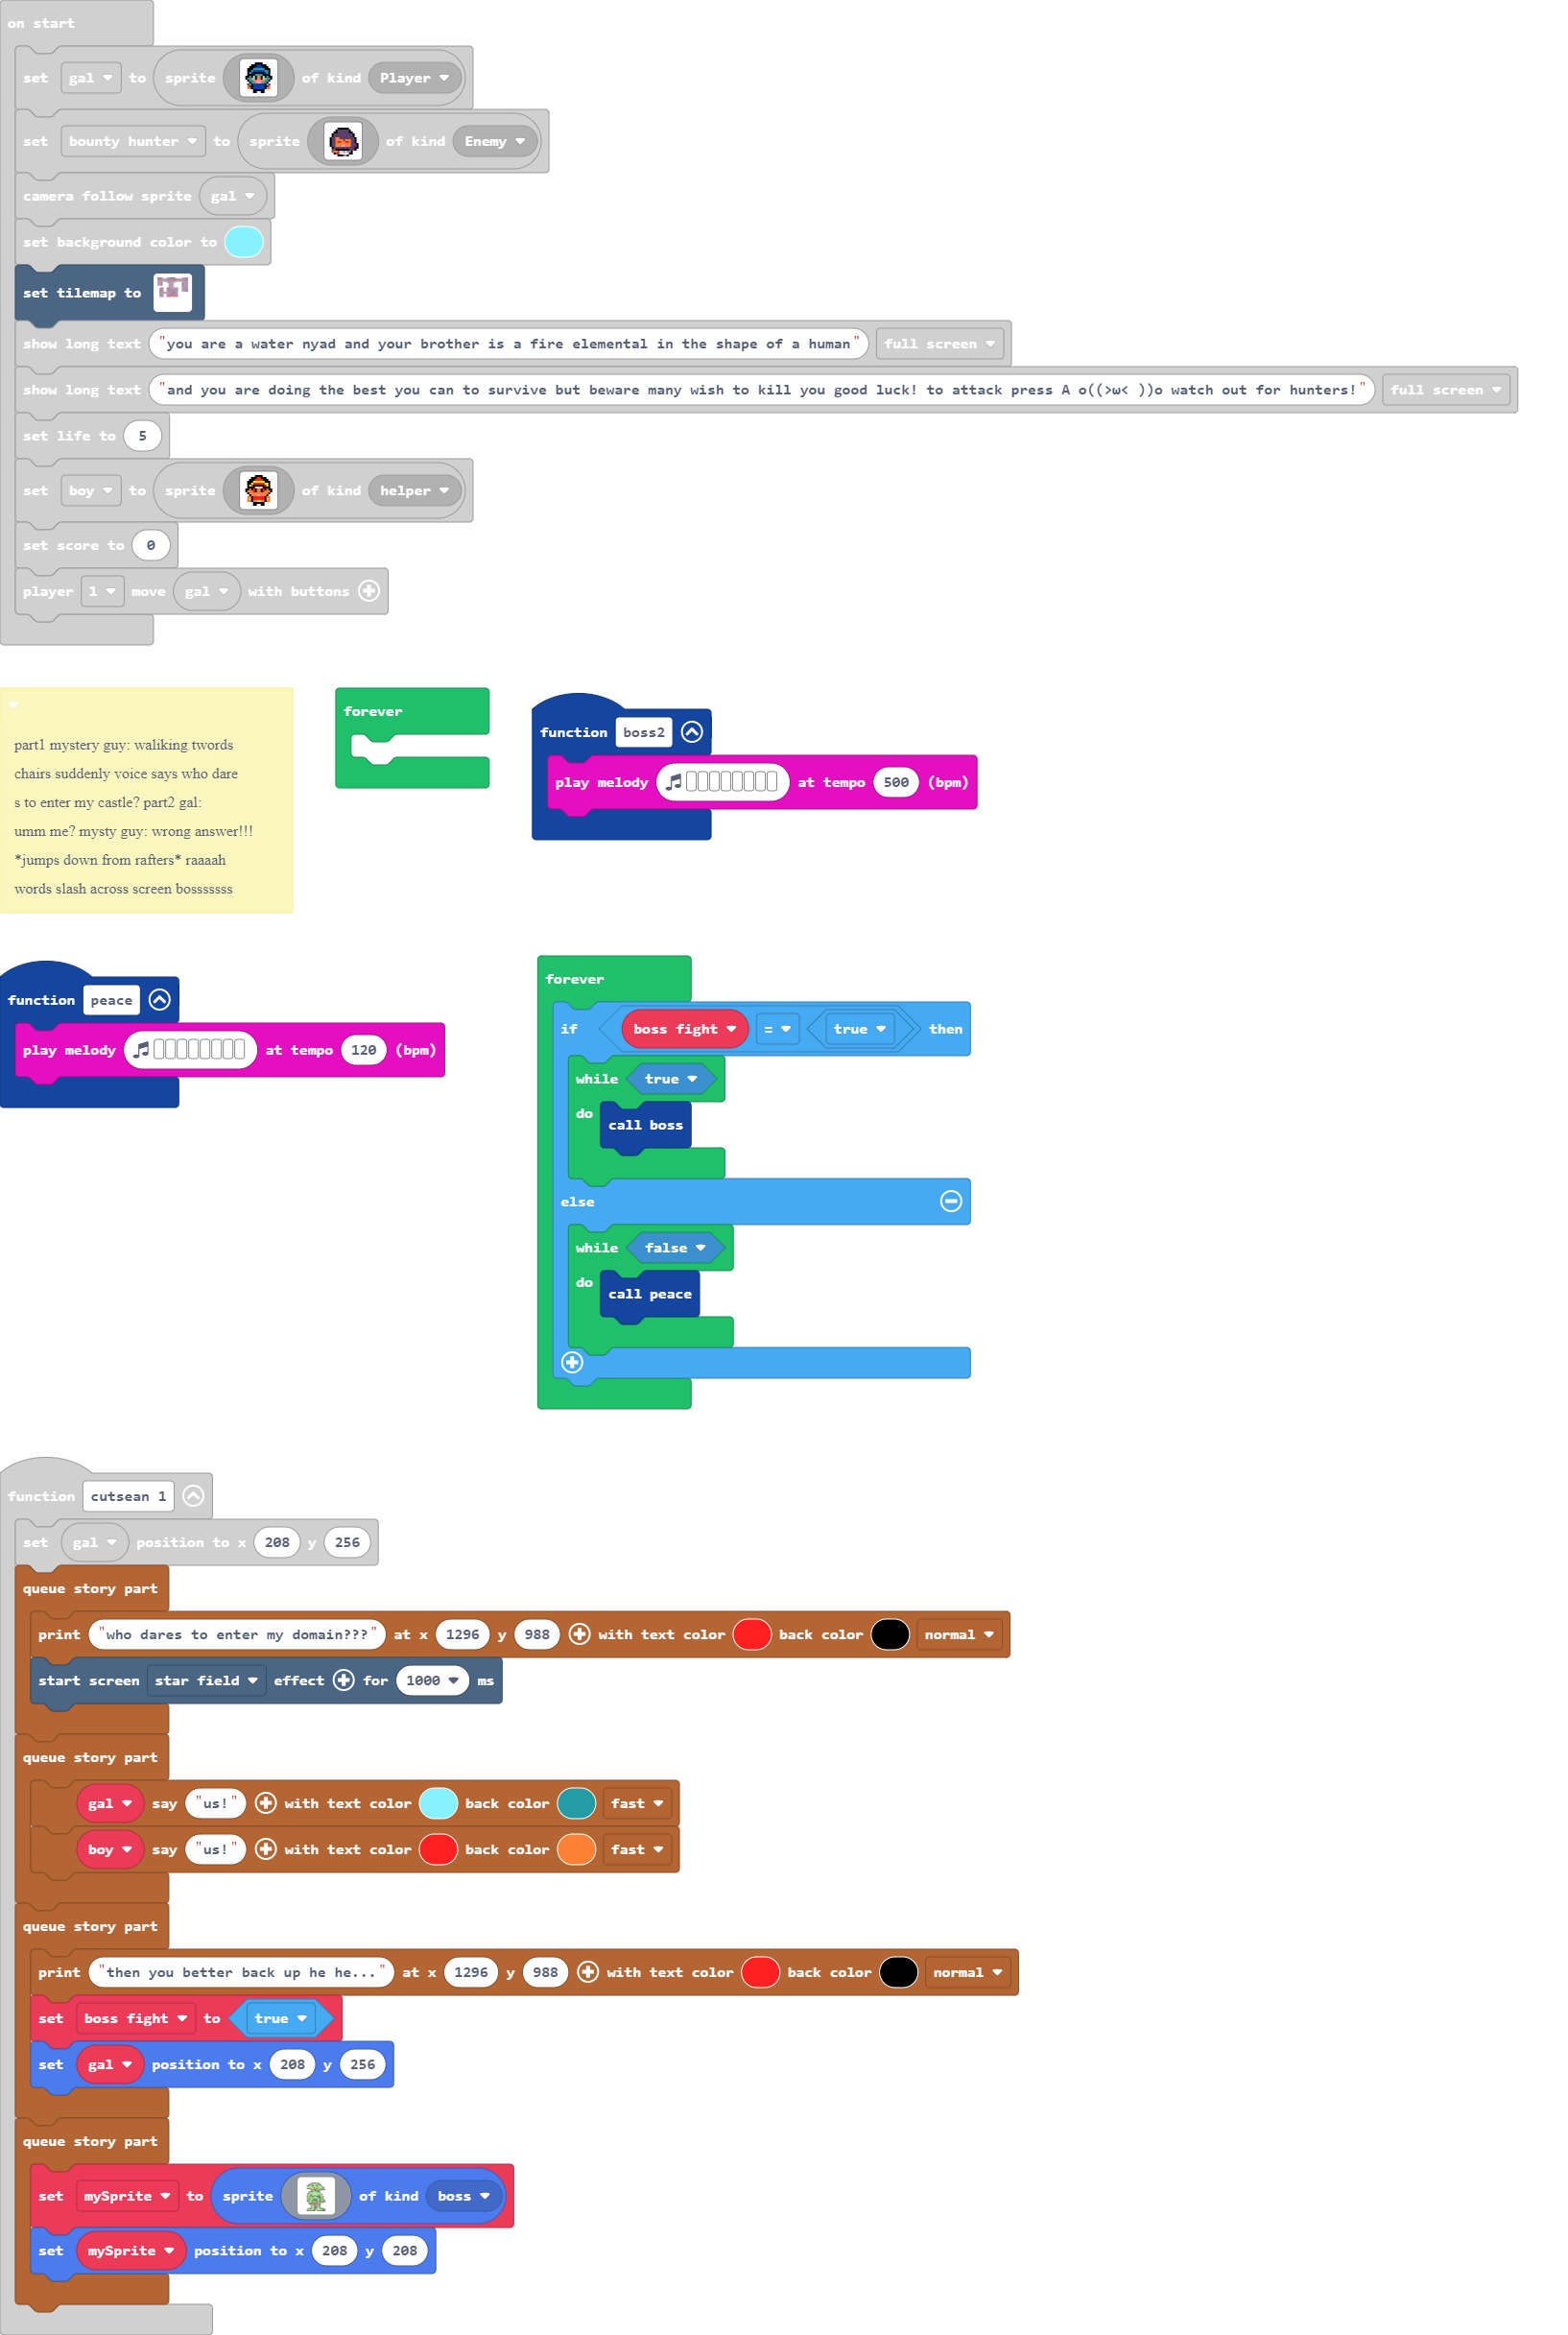 on start
set gal to sprite of kind Player
set bounty hunter to sprite of kind Enemy
camera follow sprite gal
set background color to
set tilemap to
show long text "you are a water nyad and your brother is a fire elemental in the shape of a human" full screen
show long text "and you are doing the best you can to survive but beware many wish to kill you good luck! to attack press A o((>ω< ))o watch out for hunters!" full screen
set life to 5
set boy to sprite of kind helper
set score to 0
player 1 move gal with buttons
part1 mystery guy: waliking twords
chairs suddenly voice says who dare
s to enter my castle? part2 gal:
umm me? mysty guy: wrong answer!!!
*jumps down from rafters* raaaah
words slash across screen bosssssss
forever
function boss2
play melody at tempo 500 (bpm)
function peace
play melody at tempo 120 (bpm)
forever
if boss fight = true then
while true
do call boss
else
while false
do call peace
function cutsean 1
set gal position to x 208 y 256
queue story part
print "who dares to enter my domain???" at x 1296 y 988 with text color back color normal
start screen star field effect for 1000 ms
queue story part
gal say "us!" with text color back color fast
boy say "us!" with text color back color fast
queue story part
print "then you better back up he he..." at x 1296 y 988 with text color back color normal
set boss fight to true
set gal position to x 208 y 256
queue story part
set mySprite to sprite of kind boss
set mySprite position to x 208 y 208